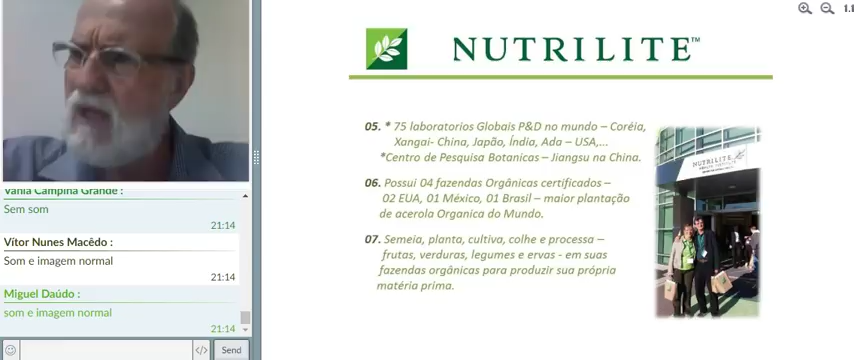 1.1
NUTRILITE™
05. * 75 laboratorios Globais P&D no mundo – Coréia,
Xangai- China, Japão, Índia, Ada – USA,...
*Centro de Pesquisa Botanicas – Jiangsu na China.
06. Possui 04 fazendas Orgânicas certificados –
02 EUA, 01 México, 01 Brasil – maior plantação
de acerola Organica do Mundo.
07. Semeia, planta, cultiva, colhe e processa –
frutas, verduras, legumes e ervas - em suas
fazendas orgânicas para produzir sua própria
matéria prima.
NUTRILITE
Vania Campina Grande :
Sem som
21:14
Vítor Nunes Macêdo :
Som e imagem normal
21:14
Miguel Daúdo :
som e imagem normal
21:14
</> Send